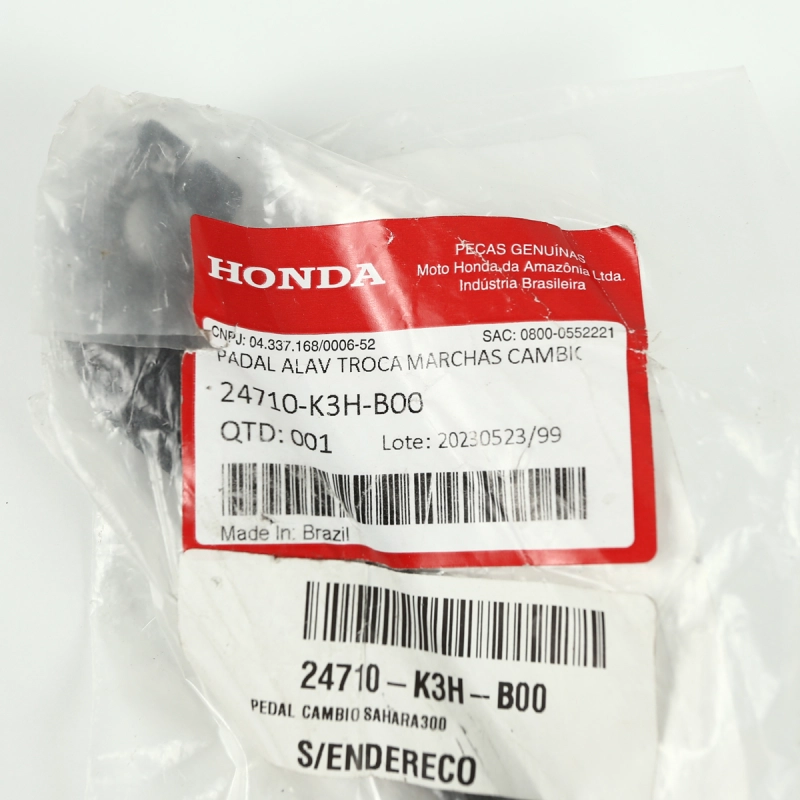 HONDA
PEÇAS GENUÍNAS
Moto Honda da Amazônia Ltda.
Indústria Brasileira
CNPJ: 04.337.168/0006-52
SAC: 0800-0552221
PADAL ALAV TROCA MARCHAS CAMBIO
24710-K3H-B00
QTD: 001
Lote: 20230523/99
Made In: Brazil
24710-K3H-B00
PEDAL CAMBIO SAHARA300
S/ENDERECO